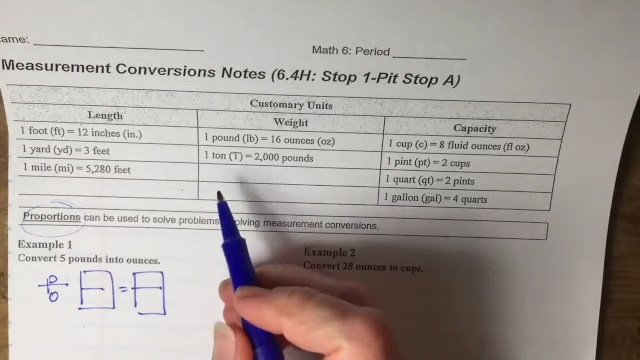 ame: ____________ Math 6: Period ____________
Measurement Conversions Notes (6.4H: Stop 1-Pit Stop A)
Customary Units
Length Weight Capacity
1 foot (ft) = 12 inches (in.) 1 pound (lb) = 16 ounces (oz) 1 cup (c) = 8 fluid ounces (fl oz)
1 yard (yd) = 3 feet 1 ton (T) = 2,000 pounds 1 pint (pt) = 2 cups
1 mile (mi) = 5,280 feet 1 quart (qt) = 2 pints
1 gallon (gal) = 4 quarts
Proportions can be used to solve problems olving measurement conversions.
Example 1 Example 2
Convert 5 pounds into ounces. Convert 28 ounces to cups.
=